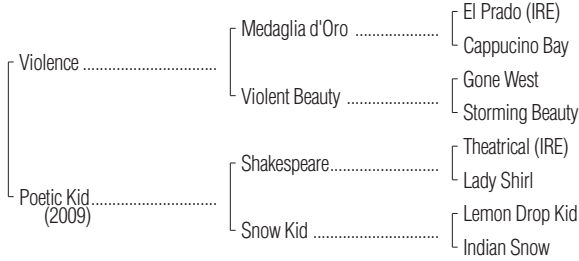 El Prado (IRE)
Medaglia d'Oro ....................
Cappucino Bay
Violence ................................
Gone West
Violent Beauty ......................
Storming Beauty
Theatrical (IRE)
Shakespeare..........................
Lady Shirl
Poetic Kid..............................
(2009)
Lemon Drop Kid
Snow Kid ..............................
Indian Snow